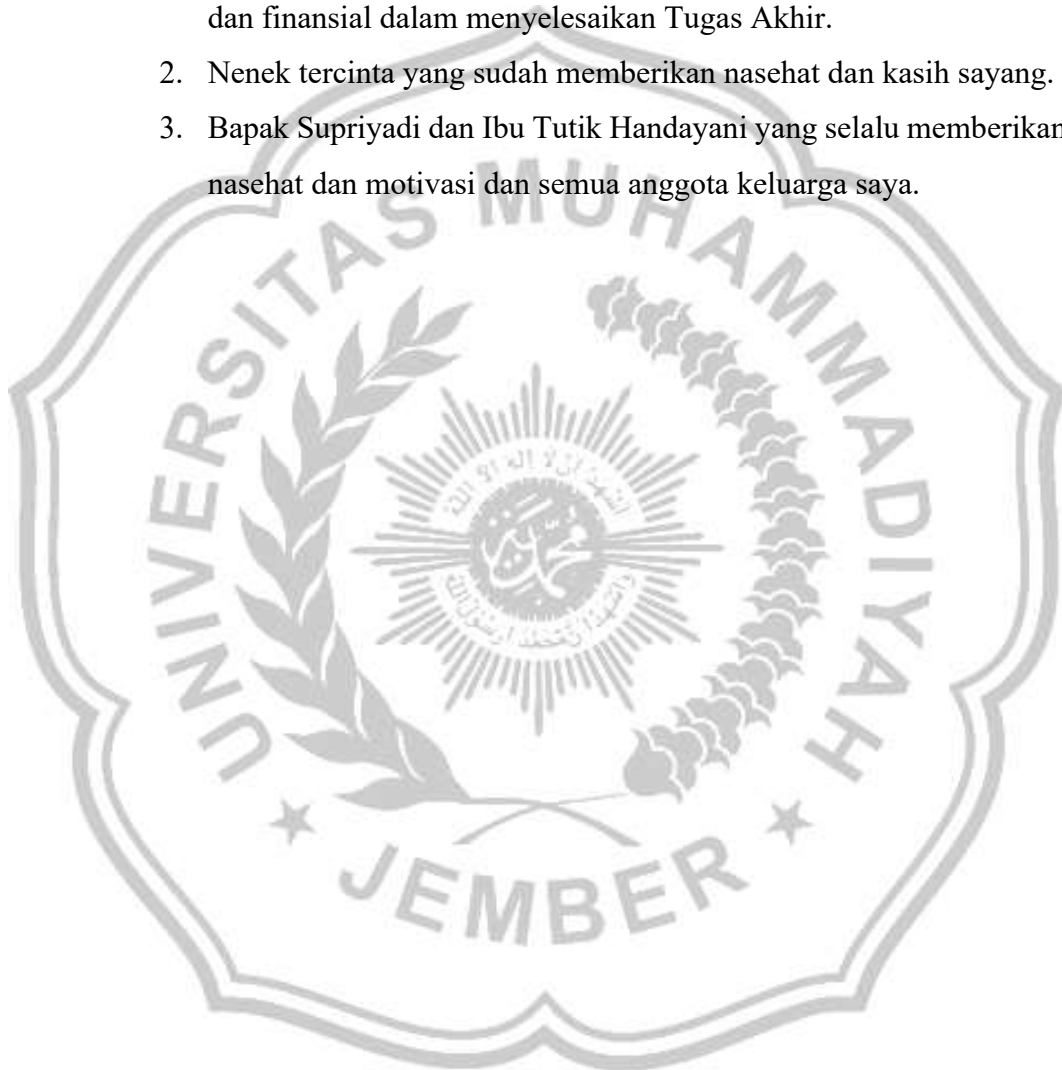 dan finansial dalam menyelesaikan Tugas Akhir.
2. Nenek tercinta yang sudah memberikan nasehat dan kasih sayang.
3. Bapak Supriyadi dan Ibu Tutik Handayani yang selalu memberikan
nasehat dan motivasi dan semua anggota keluarga saya.
UNIVERSITAS MUHAMMADIYAH
JEMBER